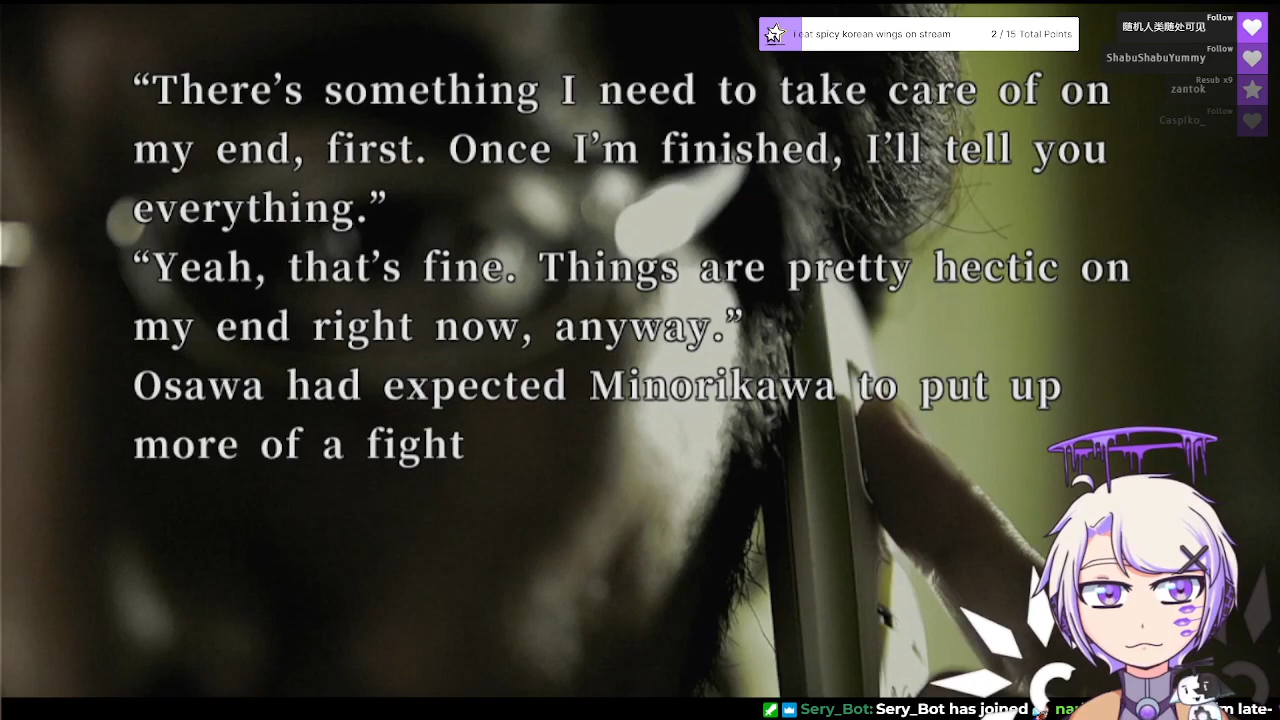 i eat spicy korean wings on stream 2 / 15 Total Points
Follow
随机人类随处可见
Follow
ShabuShabuYummy
Resub x9
zantok
Follow
Caspiko_
“There’s something I need to take care of on
my end, first. Once I’m finished, I’ll tell you
everything.”
“Yeah, that’s fine. Things are pretty hectic on
my end right now, anyway.”
Osawa had expected Minorikawa to put up
more of a fight
Sery_Bot: Sery_Bot has joined